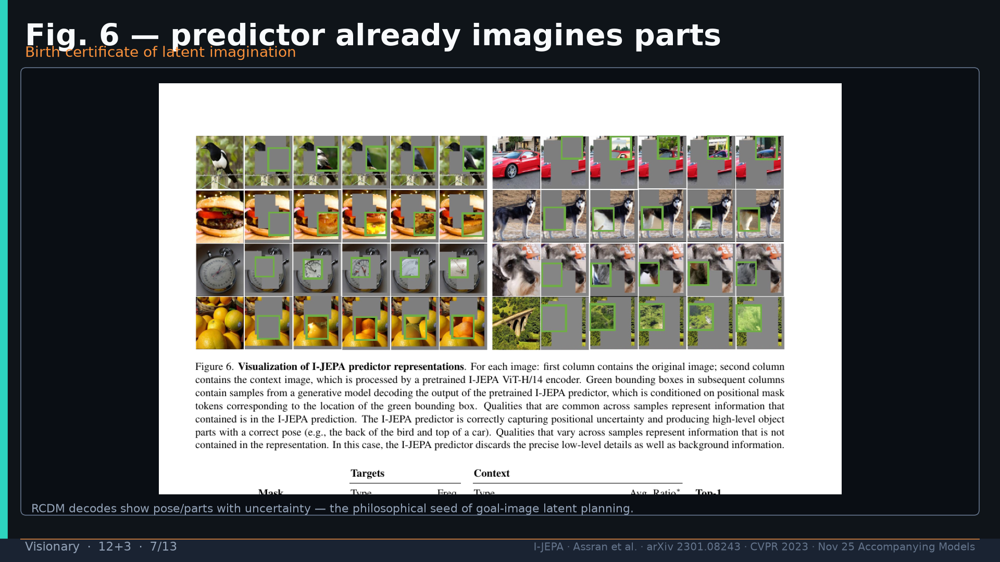 Fig. 6 — predictor already imagines parts
Birth certificate of latent imagination
Figure 6. Visualization of I-JEPA predictor representations. For each image: first column contains the original image; second column
contains the context image, which is processed by a pretrained I-JEPA ViT-H/14 encoder. Green bounding boxes in subsequent columns
contain samples from a generative model decoding the output of the pretrained I-JEPA predictor, which is conditioned on positional mask
tokens corresponding to the location of the green bounding box. Qualities that are common across samples represent information that
contained is in the I-JEPA prediction. The I-JEPA predictor is correctly capturing positional uncertainty and producing high-level object
parts with a correct pose (e.g., the back of the bird and top of a car). Qualities that vary across samples represent information that is not
contained in the representation. In this case, the I-JEPA predictor discards the precise low-level details as well as background information.
Targets Context
Mask Type Freq. Type Avg. Ratio* Top-1
RCDM decodes show pose/parts with uncertainty — the philosophical seed of goal-image latent planning.
Visionary · 12+3 · 7/13
I-JEPA · Assran et al. · arXiv 2301.08243 · CVPR 2023 · Nov 25 Accompanying Models